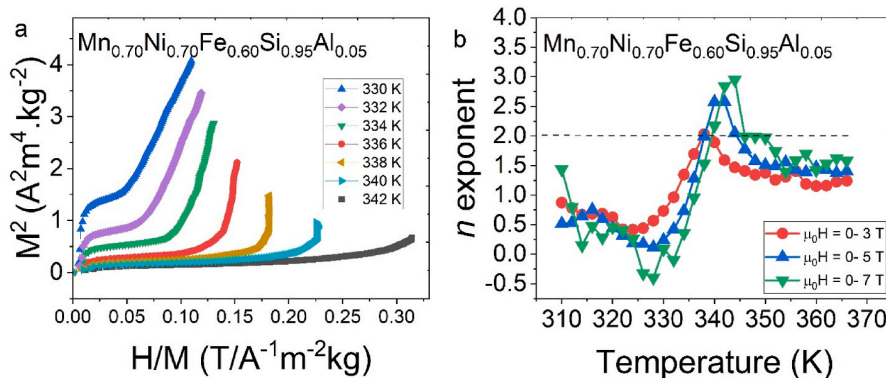 a
Mn0.70Ni0.70Fe0.60Si0.95Al0.05
M2 (A2m4.kg-2)
4
3
2
1
0
330 K
332 K
334 K
336 K
338 K
340 K
342 K
0.00 0.05 0.10 0.15 0.20 0.25 0.30
H/M (T/A-1m-2kg)
b
Mn0.70Ni0.70Fe0.60Si0.95Al0.05
n exponent
4.0
3.5
3.0
2.5
2.0
1.5
1.0
0.5
0.0
-0.5
μ0H = 0- 3 T
μ0H = 0- 5 T
μ0H = 0- 7 T
310 320 330 340 350 360 370
Temperature (K)